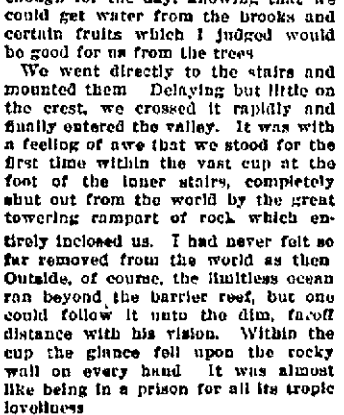 enough for the day, knowing that we
could get water from the brooks and
certain fruits which I judged would
be good for us from the trees
We went directly to the stairs and
mounted them Delaying but little on
the crest, we crossed it rapidly and
finally entered the valley. It was with
a feeling of awe that we stood for the
first time within the vast cup at the
foot of the inner stairs, completely
shut out from the world by the great
towering rampart of rock which en-
tirely inclosed us. I had never felt so
far removed from the world as then
Outside, of course, the limitless ocean
ran beyond the barrier reef, but one
could follow it unto the dim, faroff
distance with his vision. Within the
cup the glance fell upon the rocky
wall on every hand It was almost
like being in a prison for all its tropic
loveliness